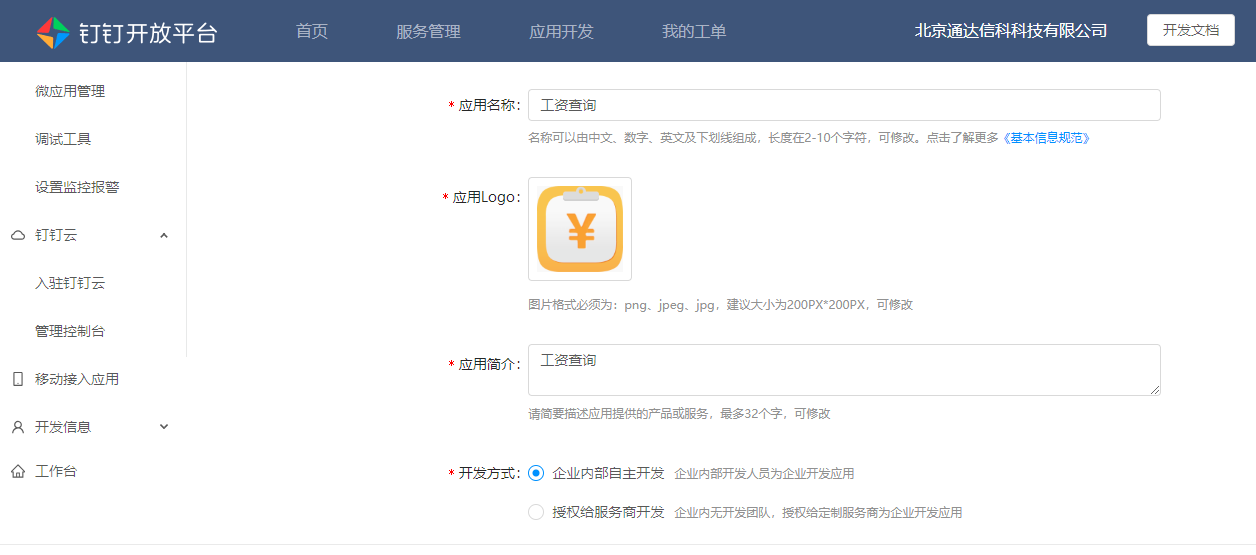 钉钉开放平台 首页 服务管理 应用开发 我的工单 北京通达信科科技有限公司 开发文档
微应用管理
调试工具
设置监控报警
钉钉云
入驻钉钉云
管理控制台
移动接入应用
开发信息
工作台
* 应用名称： 工资查询
名称可以由中文、数字、英文及下划线组成，长度在2-10个字符，可修改。点击了解更多《基本信息规范》
* 应用Logo：
¥
图片格式必须为：png、jpeg、jpg，建议大小为200PX*200PX，可修改
* 应用简介： 工资查询
请简要描述应用提供的产品或服务，最多32个字，可修改
* 开发方式： 企业内部自主开发 企业内部开发人员为企业开发应用
授权给服务商开发 企业内无开发团队，授权给定制服务商为企业开发应用